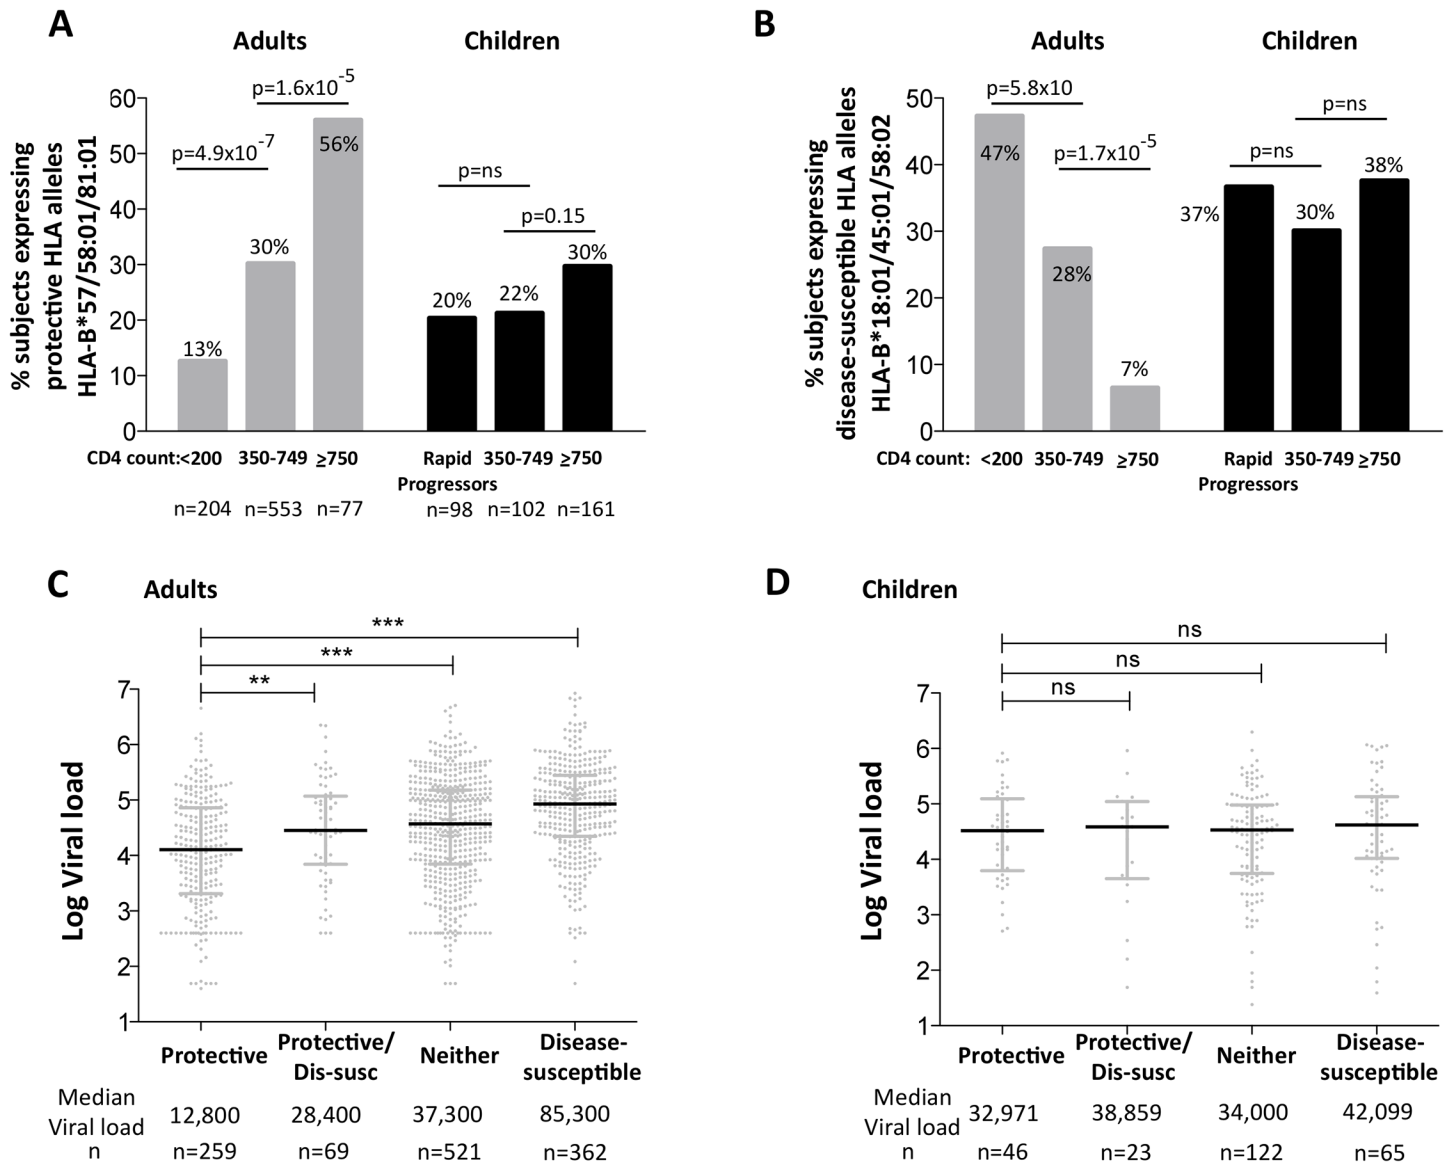 A
Adults
Children
% subjects expressing
protective HLA alleles
HLA-B*57/58:01/81:01
60
50
40
30
20
10
0
p=1.6x10-5
p=4.9x10-7
p=ns
p=0.15
13%
30%
56%
20%
22%
30%
CD4 count:<200 350-749 ≥750
Rapid 350-749 ≥750
Progressors
n=204 n=553 n=77
n=98 n=102 n=161
B
Adults
Children
% subjects expressing
disease-susceptible HLA alleles
HLA-B*18:01/45:01/58:02
50
40
30
20
10
0
p=5.8x10
p=1.7x10-5
p=ns
p=ns
47%
28%
7%
37%
30%
38%
CD4 count: <200 350-749 ≥750
Rapid 350-749 ≥750
Progressors
C
Adults
***
***
**
Log Viral load
7
6
5
4
3
2
1
Protective
Protective/
Dis-susc
Neither
Disease-
susceptible
Median
Viral load
12,800 28,400 37,300 85,300
n n=259 n=69 n=521 n=362
D
Children
ns
ns
ns
Log Viral load
7
6
5
4
3
2
1
Protective
Protective/
Dis-susc
Neither
Disease-
susceptible
Median
Viral load
32,971 38,859 34,000 42,099
n n=46 n=23 n=122 n=65